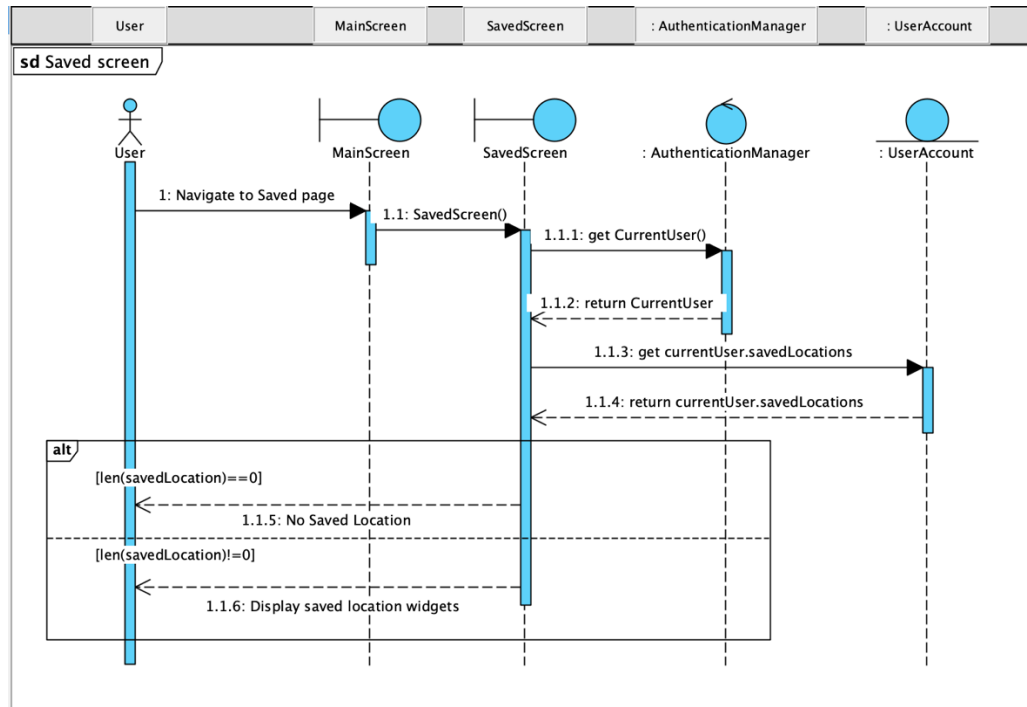 User
MainScreen
SavedScreen
: AuthenticationManager
: UserAccount
sd Saved screen
User
MainScreen
SavedScreen
: AuthenticationManager
: UserAccount
1: Navigate to Saved page
1.1: SavedScreen()
1.1.1: get CurrentUser()
1.1.2: return CurrentUser
1.1.3: get currentUser.savedLocations
1.1.4: return currentUser.savedLocations
alt
[len(savedLocation)==0]
1.1.5: No Saved Location
[len(savedLocation)!=0]
1.1.6: Display saved location widgets